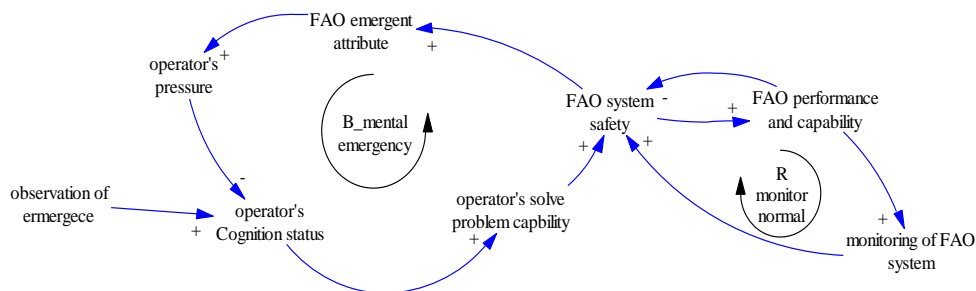 FAO emergent
attribute
+
+
operator's
pressure
B_mental
emergency
FAO system
safety
-
+
FAO performance
and capability
+
+
R
monitor
normal
-
observation of
ermergece
+
operator's
Cognition status
operator's solve
problem capbility
+
+
monitoring of FAO
system